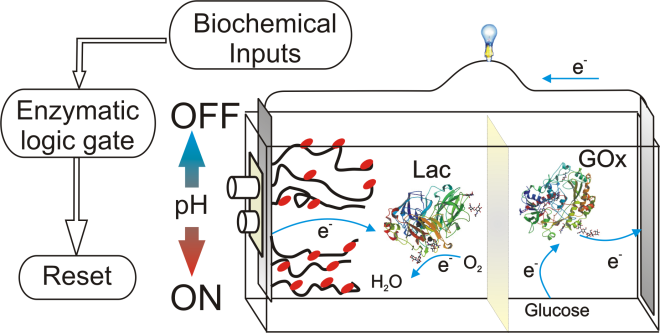 Biochemical
Inputs
Enzymatic
logic gate
Reset
OFF
pH
ON
e-
Lac
GOx
e-
e-
O2
H2O
e-
e-
Glucose